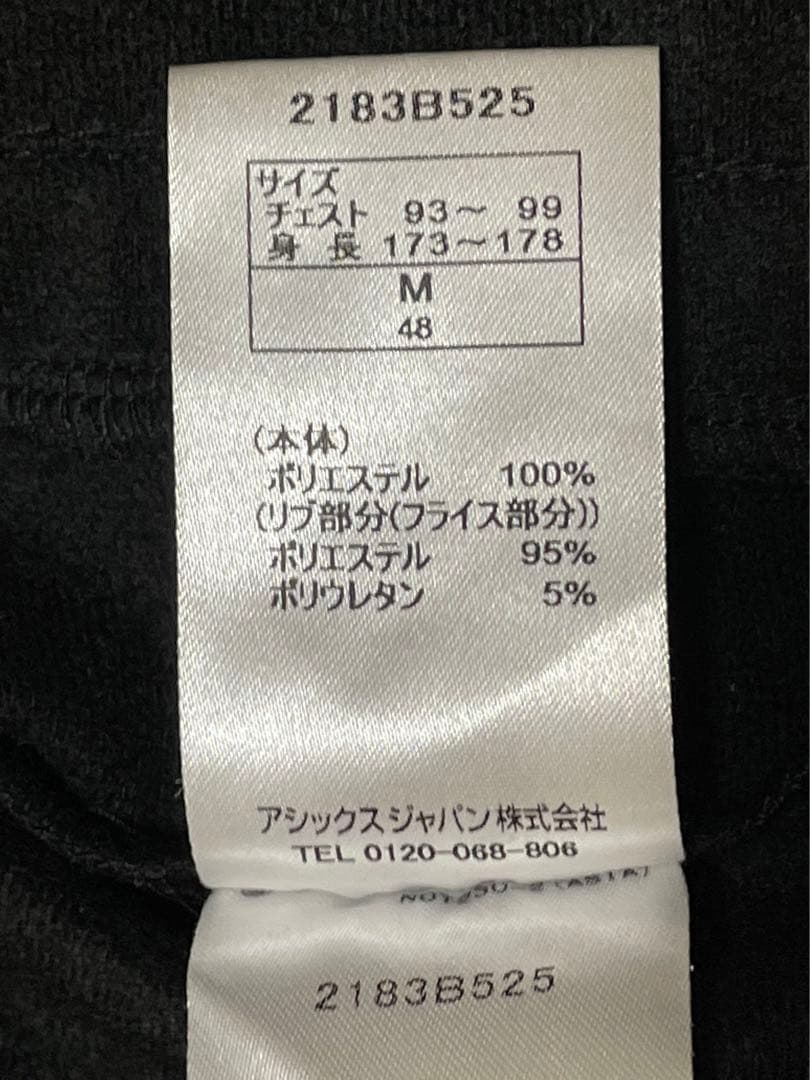 2183B525
サイズ
チェスト 93～ 99
身 長 173～178
M
48
(本体)
ポリエステル 100%
(リブ部分(フライス部分))
ポリエステル 95%
ポリウレタン 5%
アシックスジャパン株式会社
TEL 0120-068-806
2183B525